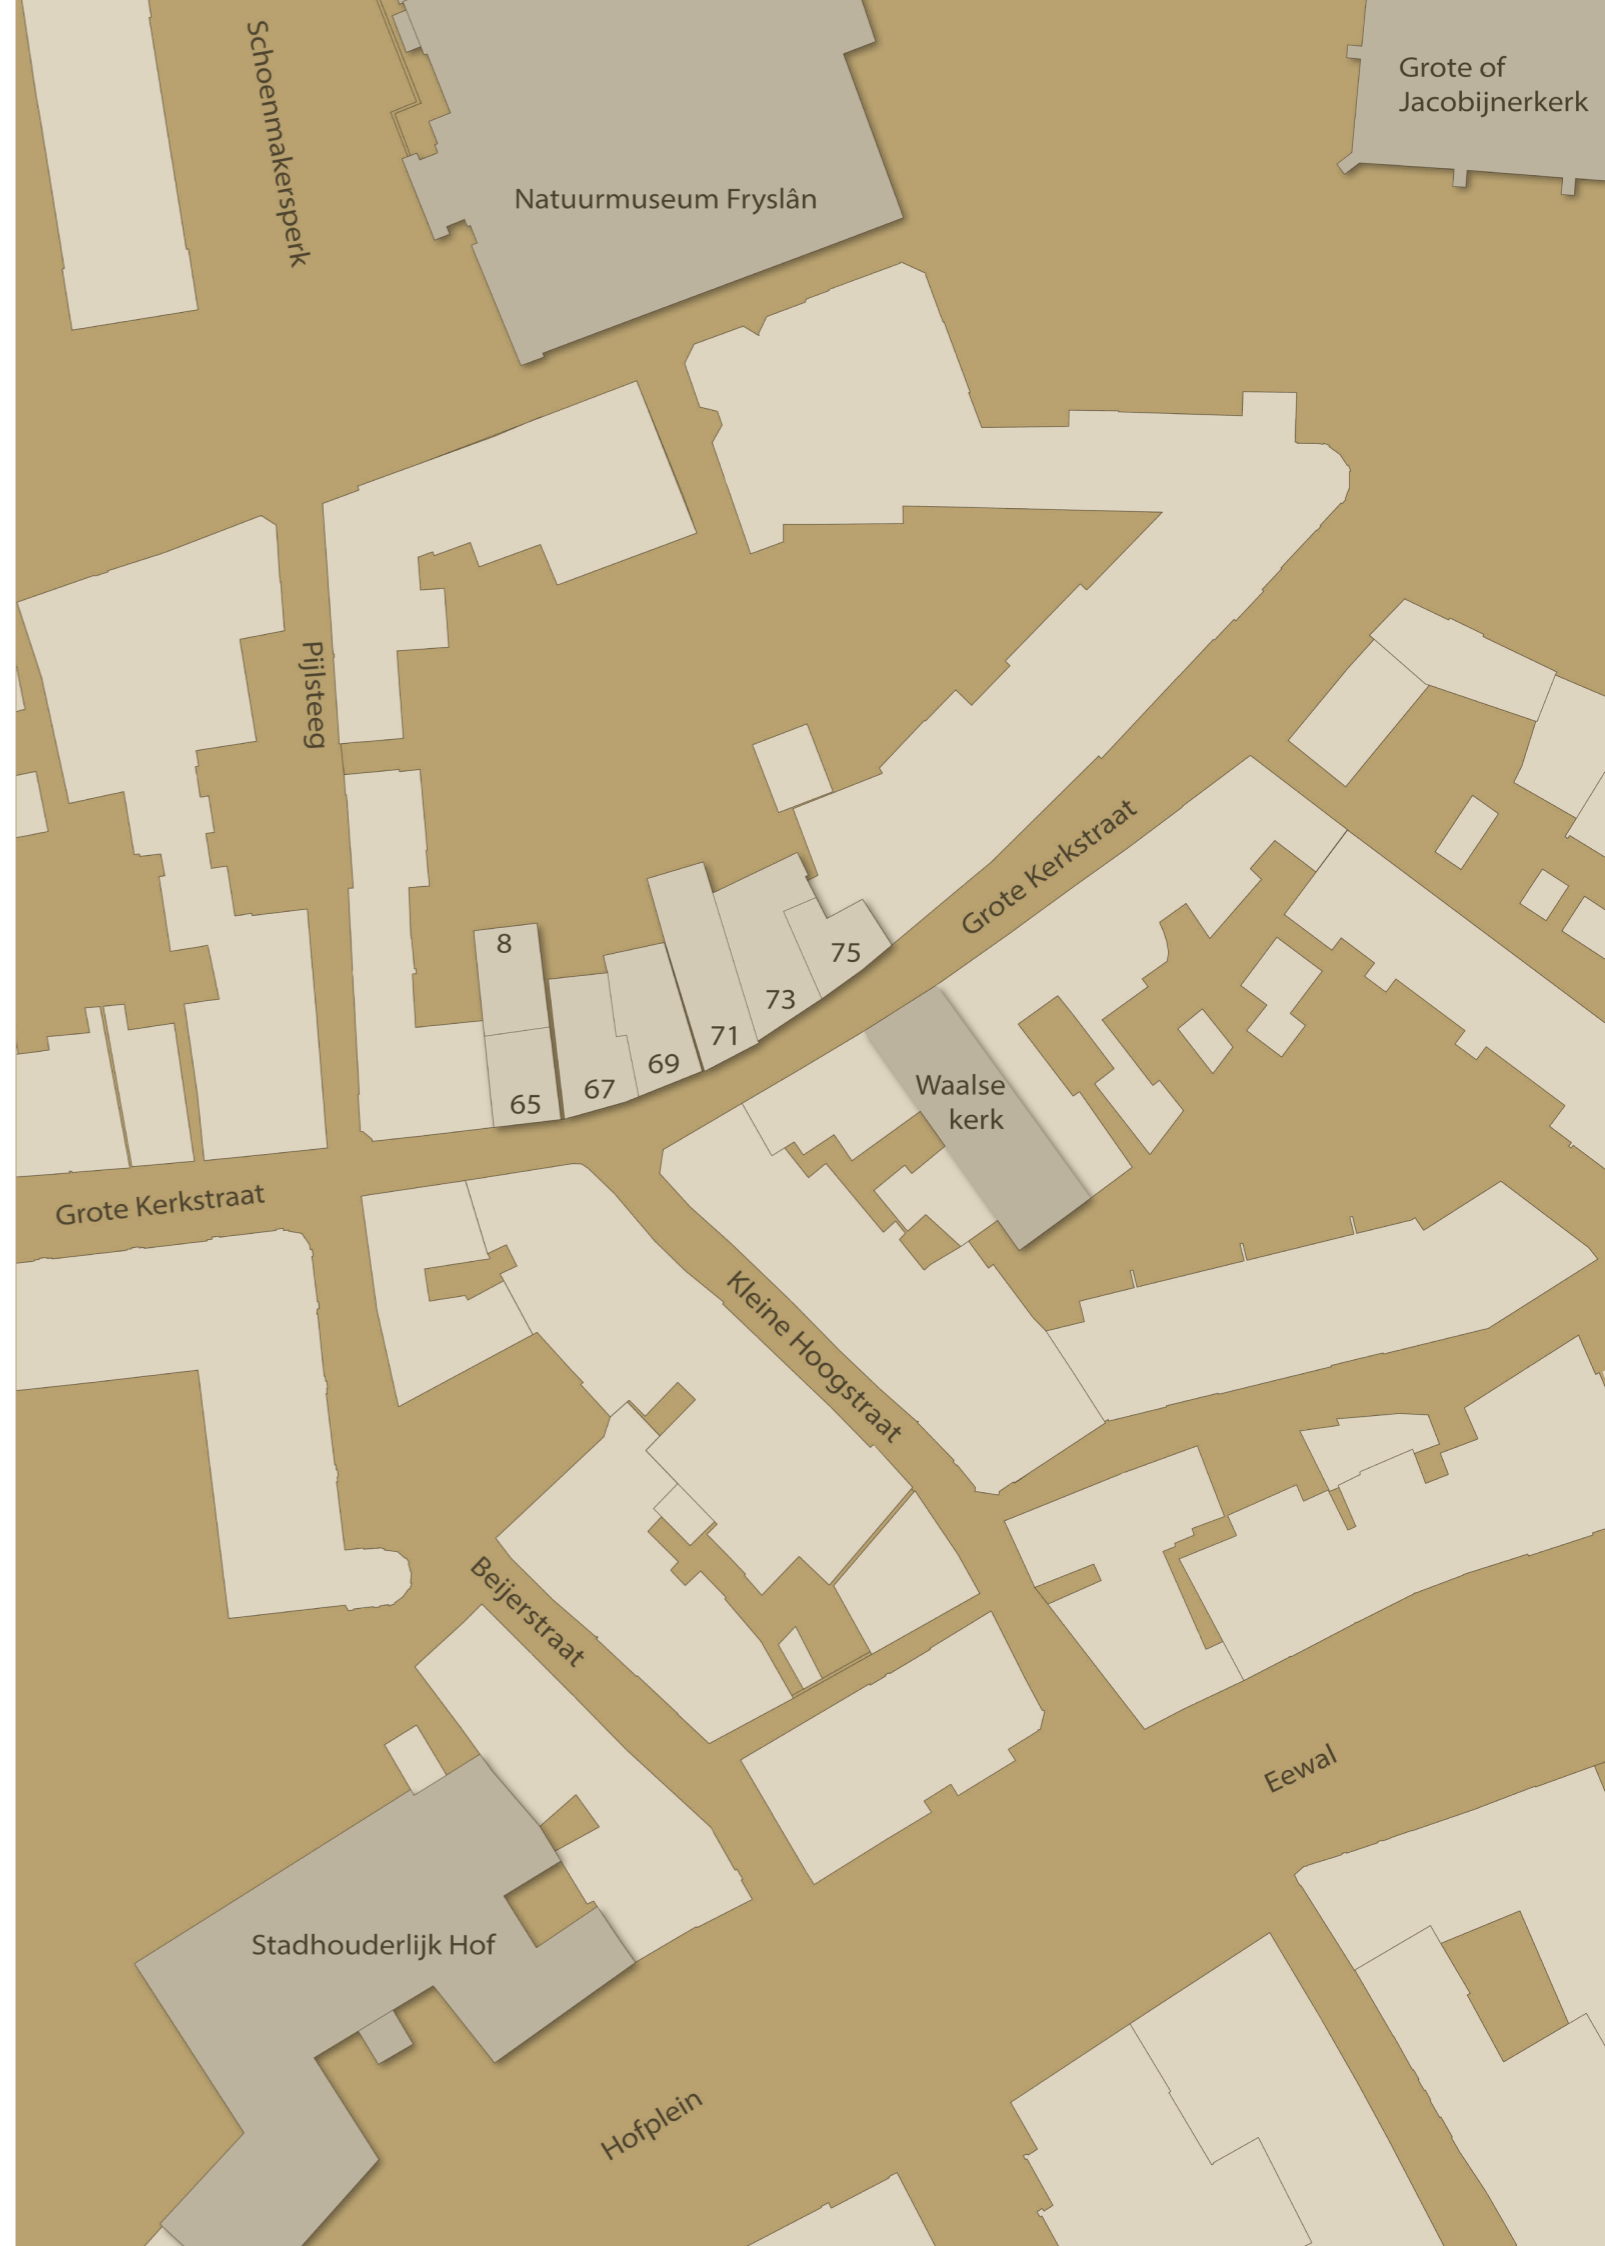 Schoenmakersperk
Grote of
Jacobijnerkerk
Natuurmuseum Fryslân
Pijlsteeg
Grote Kerkstraat
8
75
73
71
69
67
65
Waalse
kerk
Grote Kerkstraat
Kleine Hoogstraat
Beijerstraat
Eewal
Stadhouderlijk Hof
Hofplein